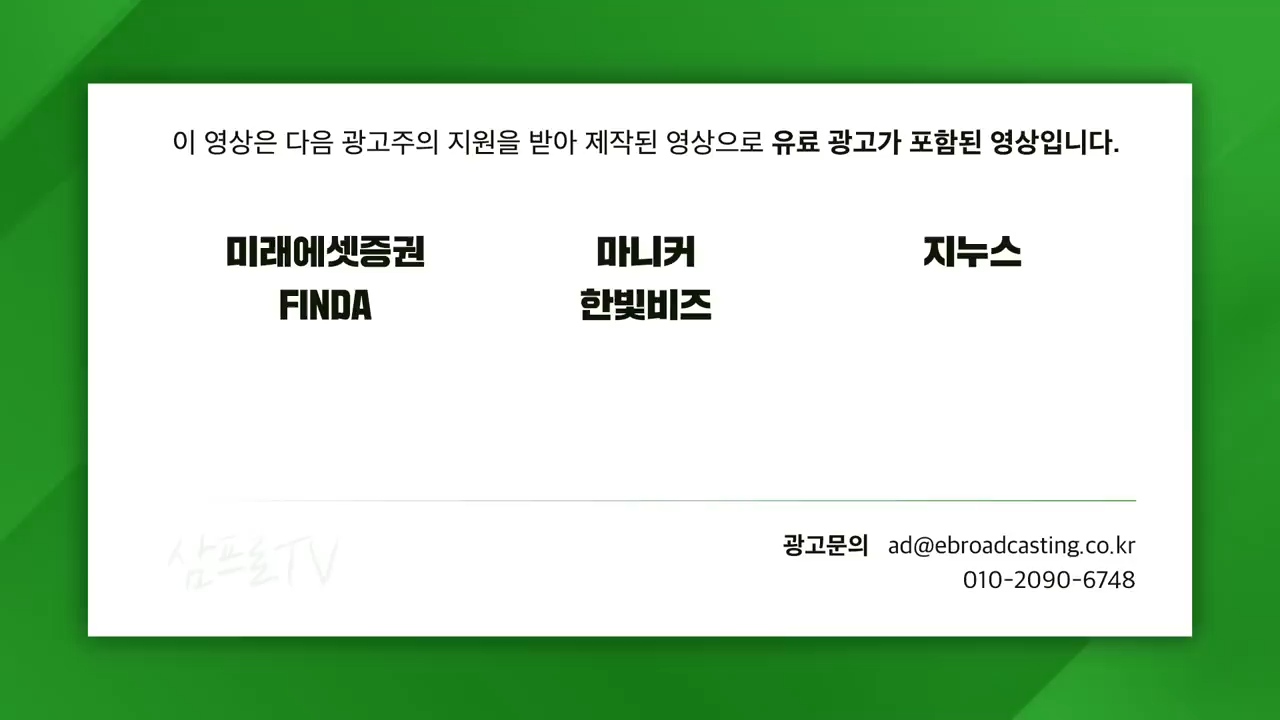 이 영상은 다음 광고주의 지원을 받아 제작된 영상으로 유료 광고가 포함된 영상입니다.
미래에셋증권 마니커 지누스
FINDA 한빛비즈
삼프로TV
광고문의 ad@ebroadcasting.co.kr
010-2090-6748